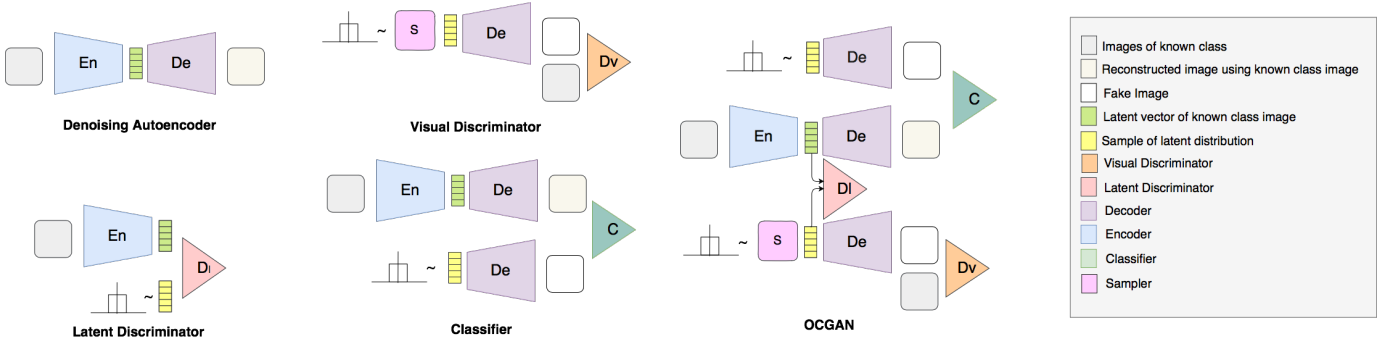 En
De
Denoising Autoencoder
~
S
De
Dv
Visual Discriminator
En
Dl
~
Latent Discriminator
En
De
C
~
De
Classifier
~
De
C
En
De
Dl
~
S
De
Dv
OCGAN
Images of known class
Reconstructed image using known class image
Fake Image
Latent vector of known class image
Sample of latent distribution
Visual Discriminator
Latent Discriminator
Decoder
Encoder
Classifier
Sampler